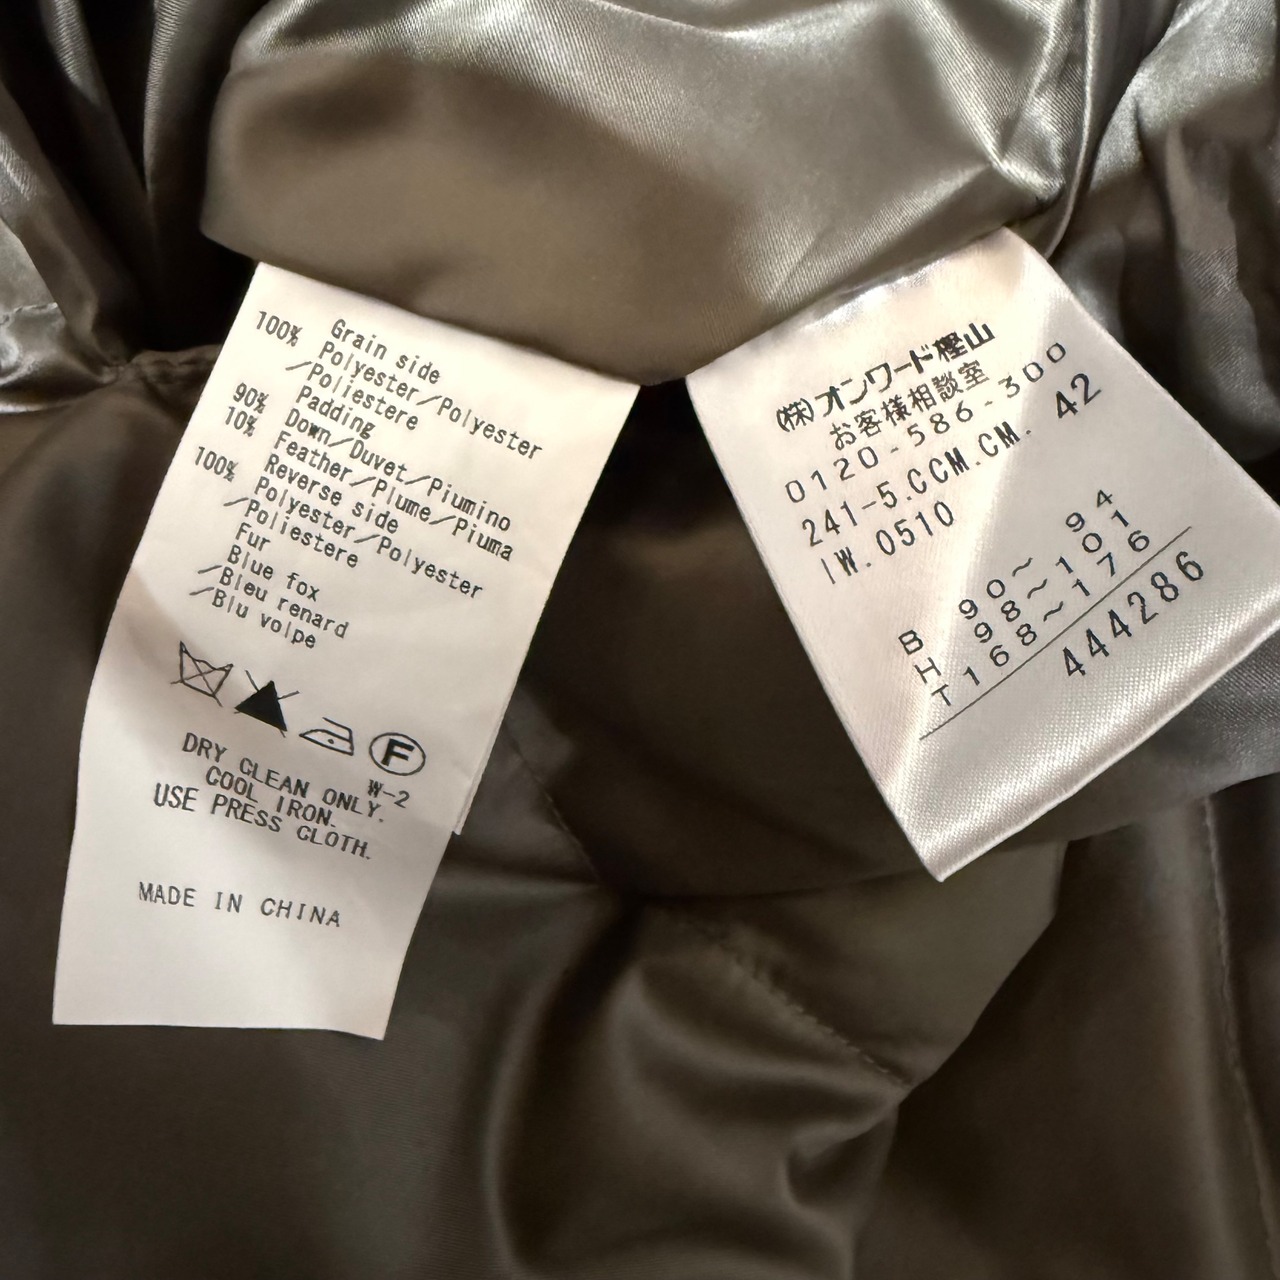 Grain side
100% Polyester/Polyester
/Poliestere
Padding
90% Down/Duvet/Piumino
10% Feather/Plume/Piuma
Reverse side
100% Polyester/Polyester
/Poliestere
Fur
Blue fox
/Bleu renard
/Blu volpe
F
W-2
DRY CLEAN ONLY.
COOL IRON.
USE PRESS CLOTH.
MADE IN CHINA
(株)オンワード樫山
お客様相談室
0120-586-300
241-5.CCM.CM. 42
IW.0510
B 90~ 94
H 98~101
T 168~176
444286